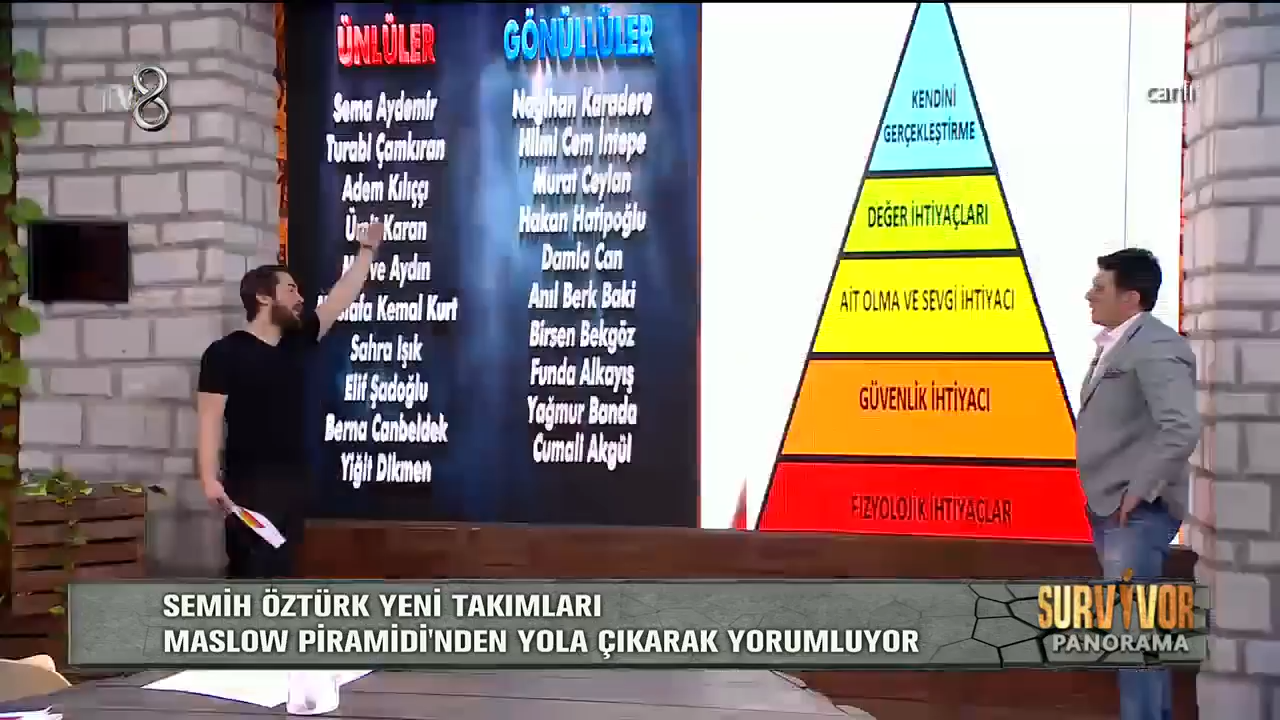 TV8
canlı
ÜNLÜLER
Sema Aydemir
Turabi Çamkıran
Adem Kılıççı
Ümit Karan
Merve Aydın
Mustafa Kemal Kurt
Sahra Işık
Elif Şadoğlu
Berna Canbeldek
Yiğit Dikmen
GÖNÜLLÜLER
Nagihan Karadere
Hilmi Cem İntepe
Murat Ceylan
Hakan Hatipoğlu
Damla Can
Anıl Berk Baki
Birsen Bekgöz
Funda Alkayış
Yağmur Banda
Cumali Akgül
KENDİNİ
GERÇEKLEŞTİRME
DEĞER İHTİYAÇLARI
AİT OLMA VE SEVGİ İHTİYACI
GÜVENLİK İHTİYACI
FİZYOLOJİK İHTİYAÇLAR
SEMİH ÖZTÜRK YENİ TAKIMLARI
MASLOW PİRAMİDİ'NDEN YOLA ÇIKARAK YORUMLUYOR
SURVIVOR
PANORAMA